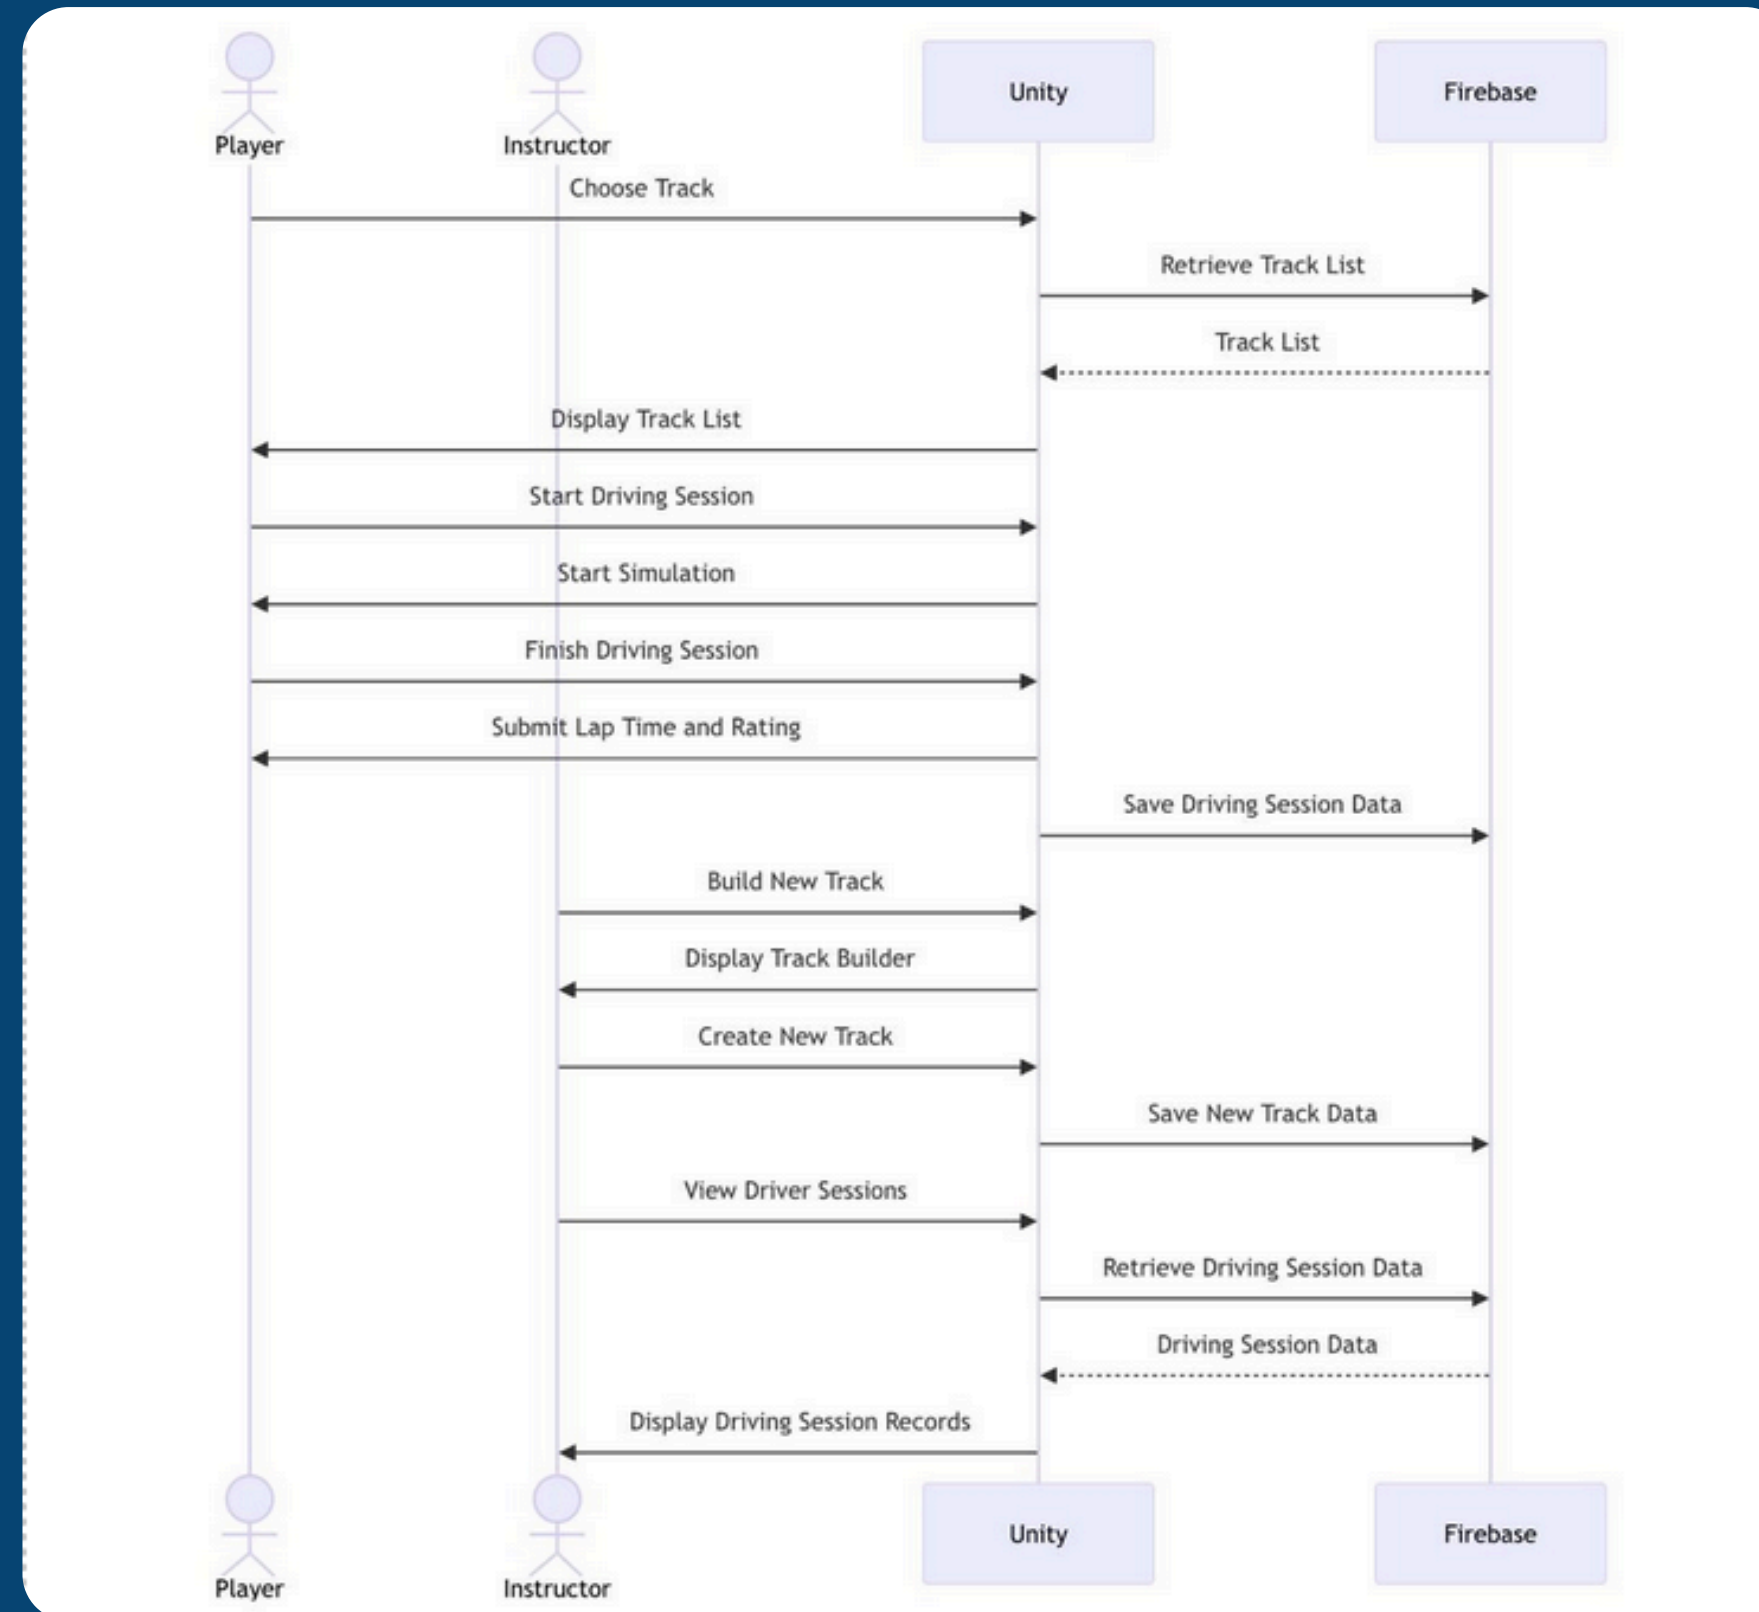 Player
Instructor
Unity
Firebase
Choose Track
Retrieve Track List
Track List
Display Track List
Start Driving Session
Start Simulation
Finish Driving Session
Submit Lap Time and Rating
Save Driving Session Data
Build New Track
Display Track Builder
Create New Track
Save New Track Data
View Driver Sessions
Retrieve Driving Session Data
Driving Session Data
Display Driving Session Records
Player
Instructor
Unity
Firebase